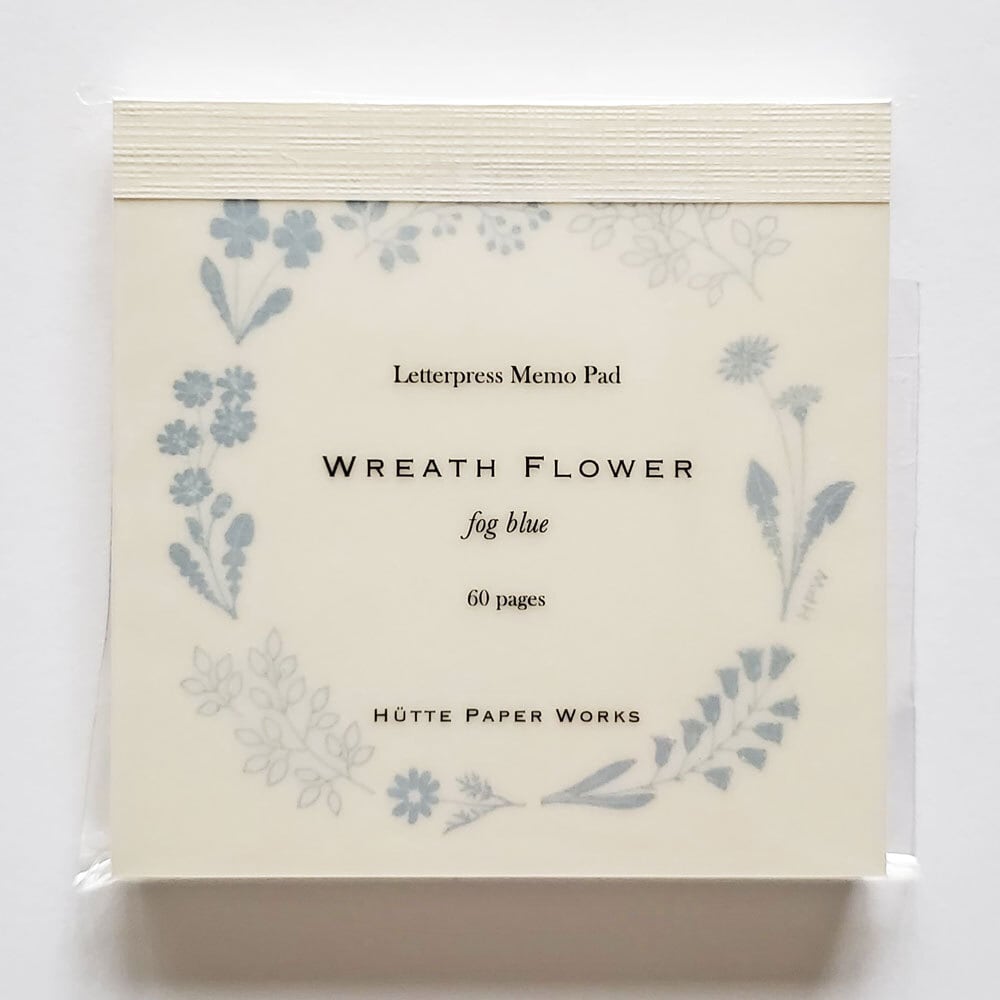 Letterpress Memo Pad
WREATH FLOWER
fog blue
60 pages
HÜTTE PAPER WORKS
HPW